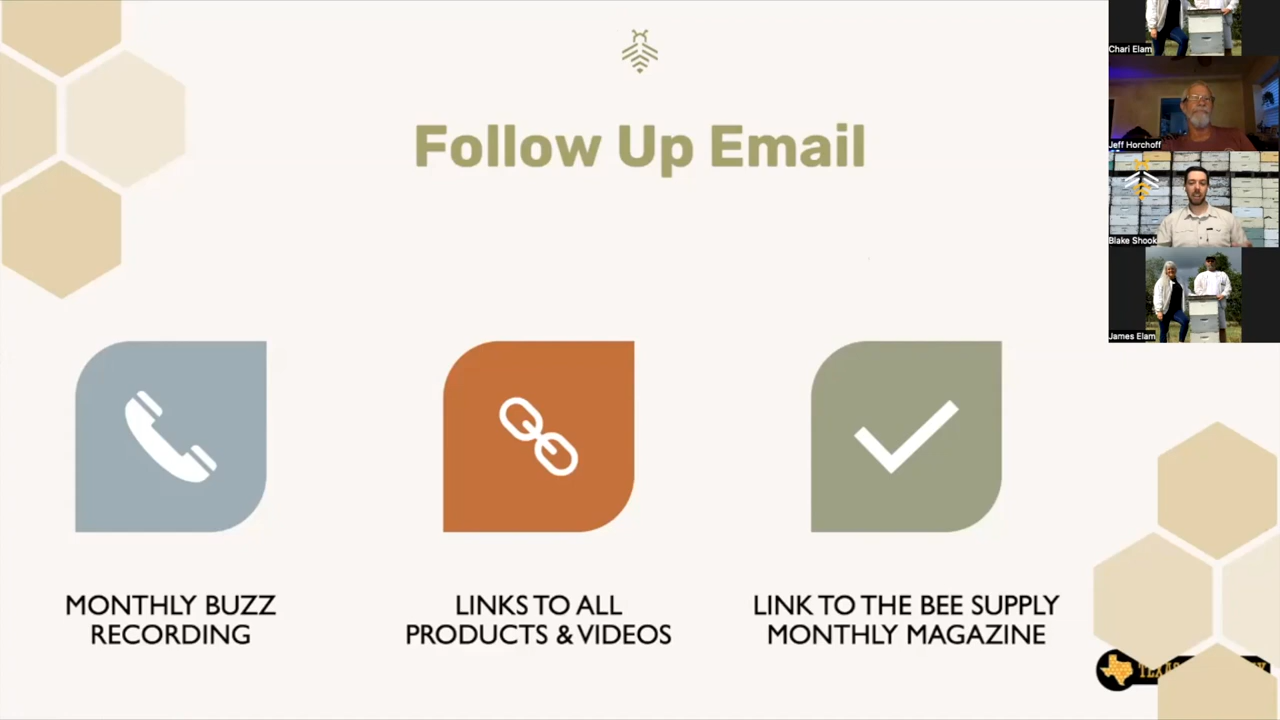 Follow Up Email
MONTHLY BUZZ
RECORDING
LINKS TO ALL
PRODUCTS & VIDEOS
LINK TO THE BEE SUPPLY
MONTHLY MAGAZINE
Chari Elam
Jeff Horchoff
Blake Shook
James Elam